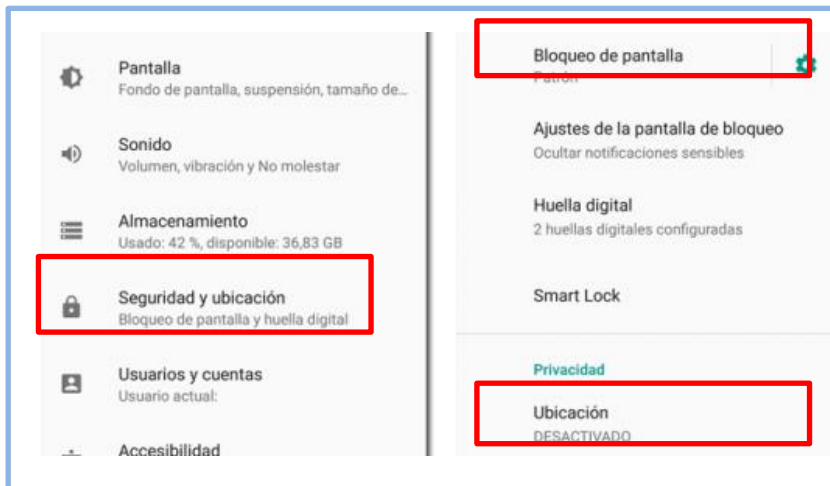 Pantalla
Fondo de pantalla, suspensión, tamaño de...
Sonido
Volumen, vibración y No molestar
Almacenamiento
Usado: 42 %, disponible: 36,83 GB
Seguridad y ubicación
Bloqueo de pantalla y huella digital
Usuarios y cuentas
Usuario actual:
Accesibilidad
Bloqueo de pantalla
Patrón
Ajustes de la pantalla de bloqueo
Ocultar notificaciones sensibles
Huella digital
2 huellas digitales configuradas
Smart Lock
Privacidad
Ubicación
DESACTIVADO